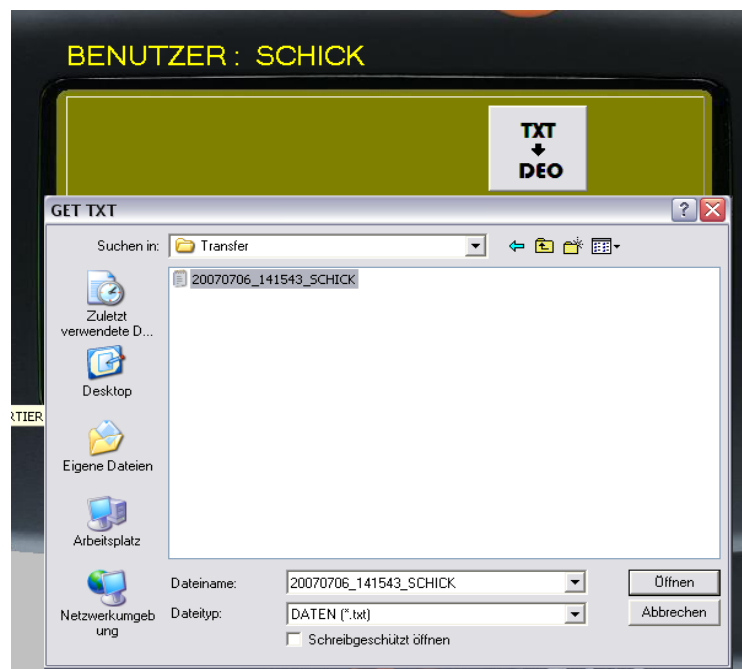 BENUTZER : SCHICK
TXT
DEO
GET TXT
Suchen in:
Transfer
20070706_141543_SCHICK
Zuletzt
verwendete D...
Desktop
RTIER
Eigene Dateien
Arbeitsplatz
Netzwerkumgeb
ung
Dateiname:
20070706_141543_SCHICK
Öffnen
Dateityp:
DATEN (*.txt)
Abbrechen
Schreibgeschützt öffnen